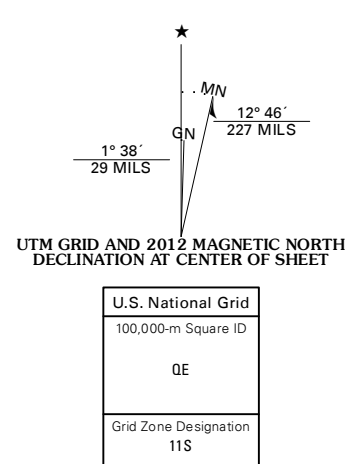 ★
MN
GN
12° 46´
227 MILS
1° 38´
29 MILS
UTM GRID AND 2012 MAGNETIC NORTH
DECLINATION AT CENTER OF SHEET
U.S. National Grid
100,000-m Square ID
QE
Grid Zone Designation
11S